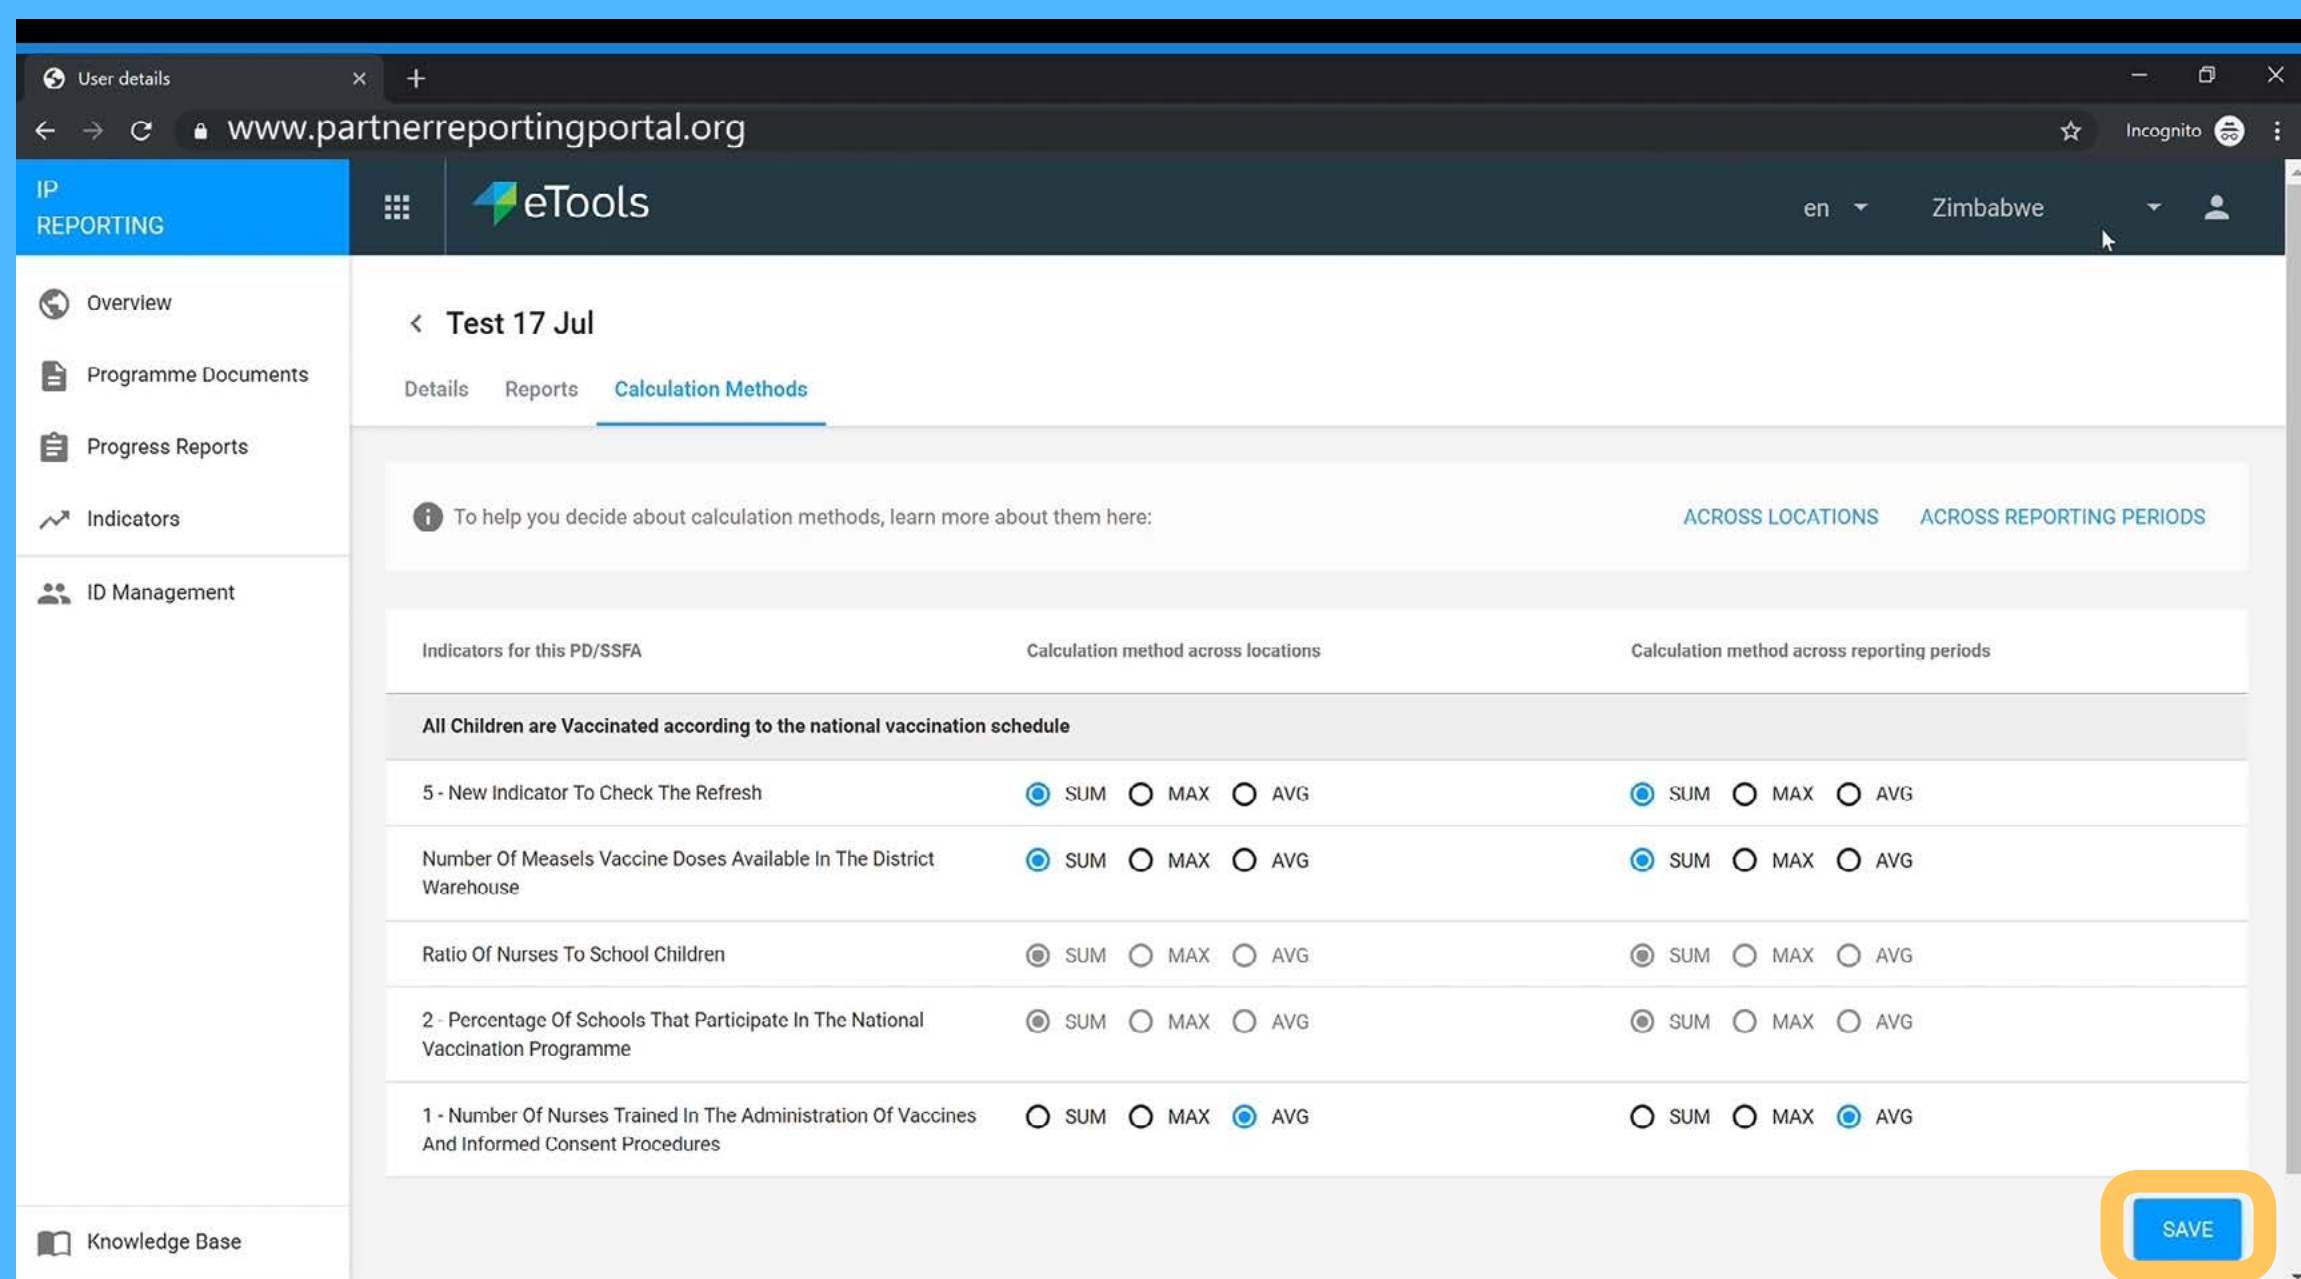 User details
www.partnerreportingportal.org
Incognito
IP
REPORTING
eTools
en
Zimbabwe
Overview
Programme Documents
Progress Reports
Indicators
ID Management
Knowledge Base
Test 17 Jul
Details Reports Calculation Methods
To help you decide about calculation methods, learn more about them here: ACROSS LOCATIONS ACROSS REPORTING PERIODS
Indicators for this PD/SSFA Calculation method across locations Calculation method across reporting periods
All Children are Vaccinated according to the national vaccination schedule
5 - New Indicator To Check The Refresh SUM MAX AVG SUM MAX AVG
Number Of Measels Vaccine Doses Available In The District
Warehouse
SUM MAX AVG SUM MAX AVG
Ratio Of Nurses To School Children SUM MAX AVG SUM MAX AVG
2 - Percentage Of Schools That Participate In The National
Vaccination Programme
SUM MAX AVG SUM MAX AVG
1 - Number Of Nurses Trained In The Administration Of Vaccines
And Informed Consent Procedures
SUM MAX AVG SUM MAX AVG
SAVE